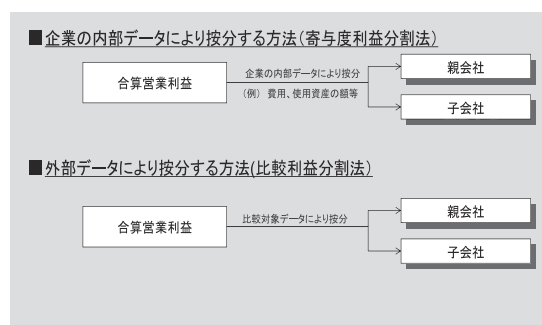 ■企業の内部データにより按分する方法(寄与度利益分割法)
合算営業利益
企業の内部データにより按分
(例) 費用、使用資産の額等
親会社
子会社
■外部データにより按分する方法(比較利益分割法)
合算営業利益
比較対象データにより按分
親会社
子会社